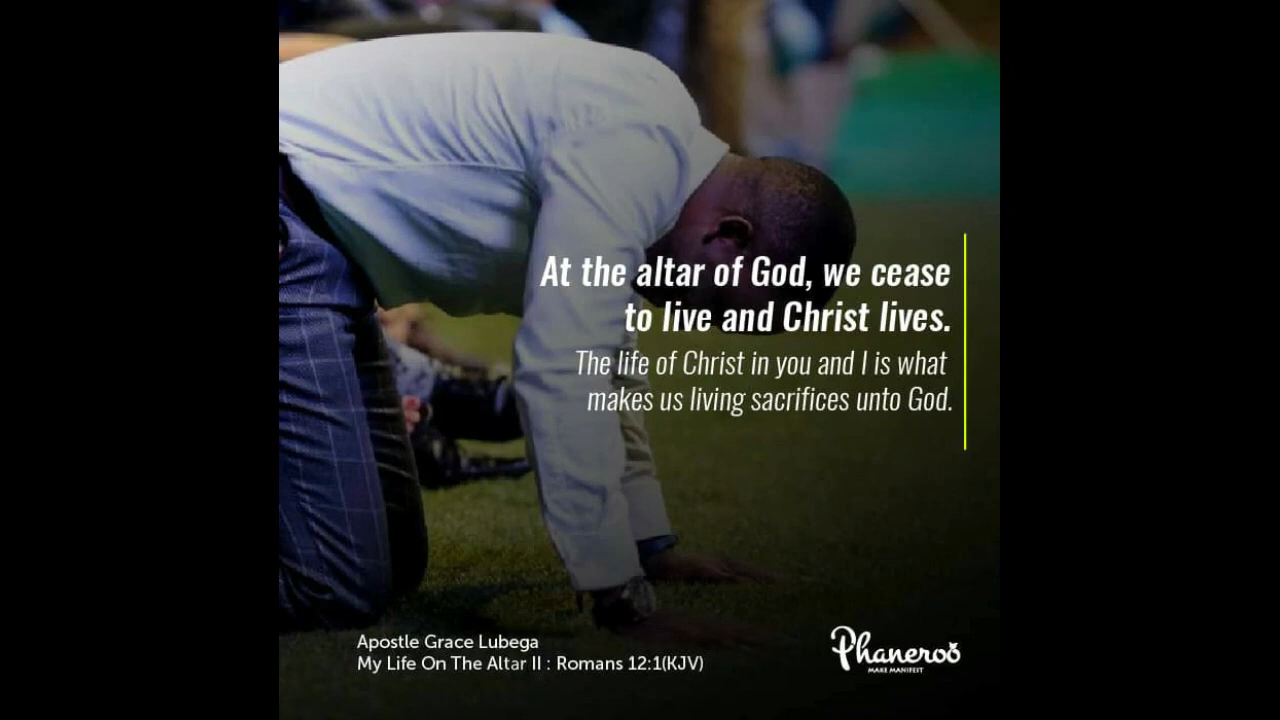 At the altar of God, we cease
to live and Christ lives.
The life of Christ in you and I is what
makes us living sacrifices unto God.
Apostle Grace Lubega
My Life On The Altar II : Romans 12:1(KJV)
Phaneroo
MAKE MANIFEST